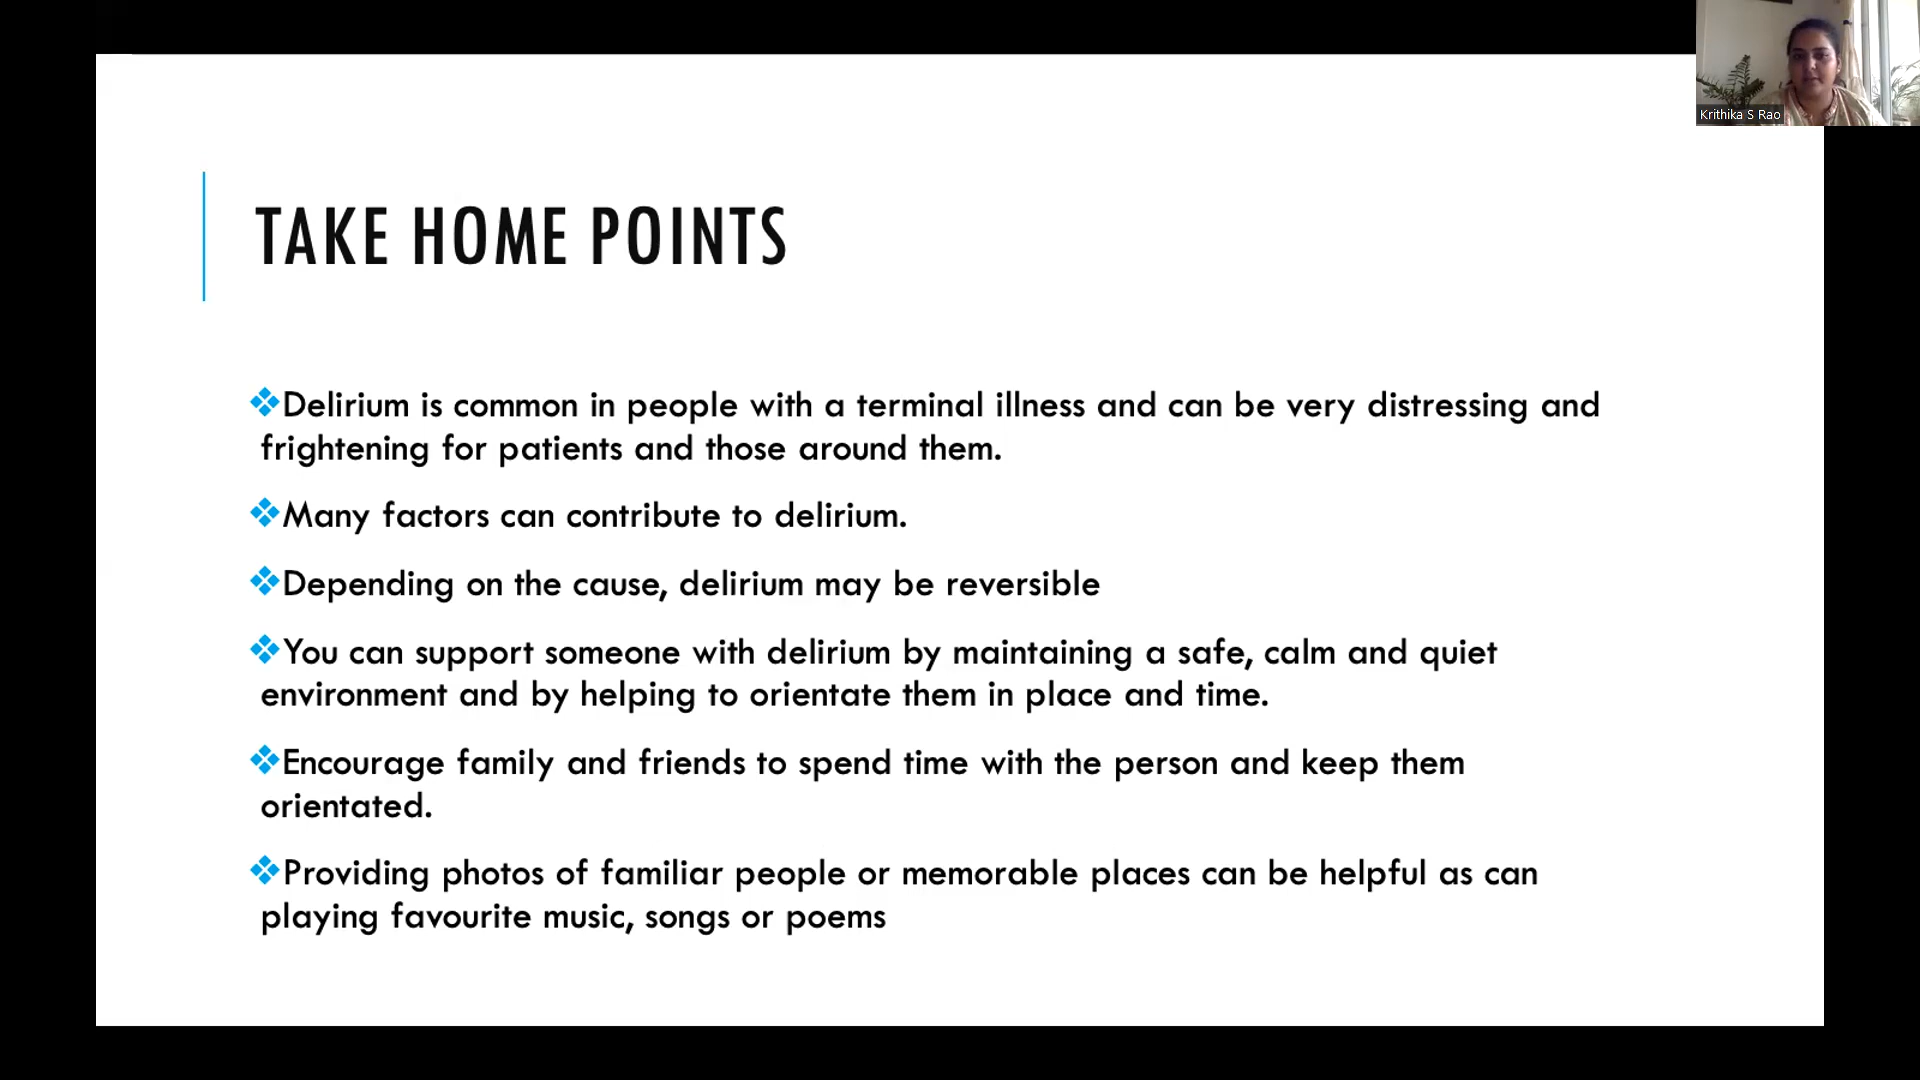 Krithika S Rao
TAKE HOME POINTS
❖Delirium is common in people with a terminal illness and can be very distressing and
frightening for patients and those around them.
❖Many factors can contribute to delirium.
❖Depending on the cause, delirium may be reversible
❖You can support someone with delirium by maintaining a safe, calm and quiet
environment and by helping to orientate them in place and time.
❖Encourage family and friends to spend time with the person and keep them
orientated.
❖Providing photos of familiar people or memorable places can be helpful as can
playing favourite music, songs or poems